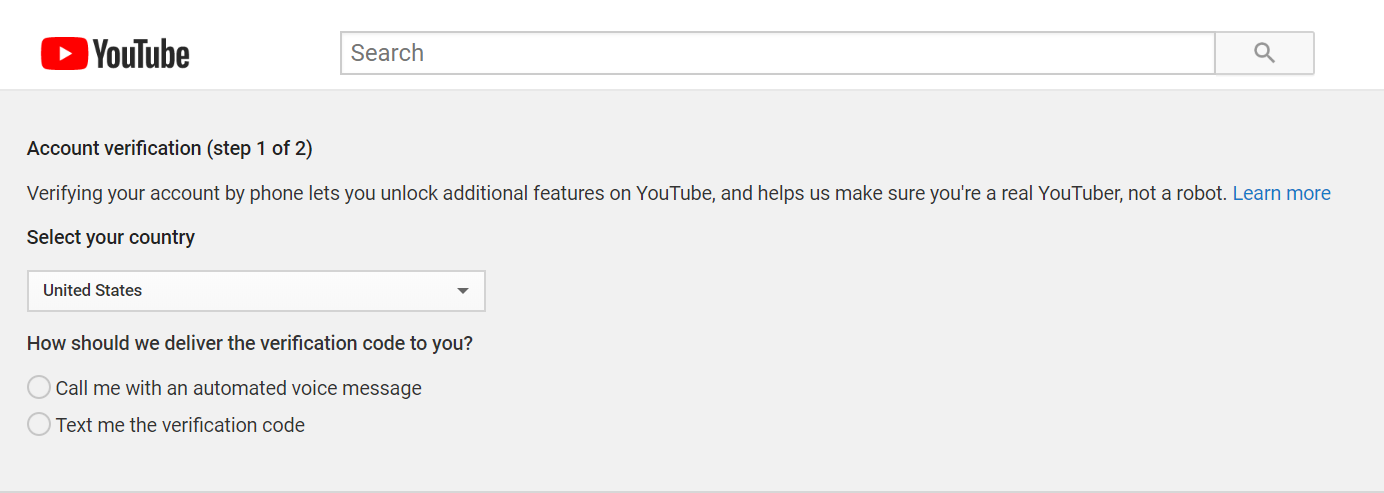 YouTube
Search
Account verification (step 1 of 2)
Verifying your account by phone lets you unlock additional features on YouTube, and helps us make sure you're a real YouTuber, not a robot. Learn more
Select your country
United States
How should we deliver the verification code to you?
Call me with an automated voice message
Text me the verification code